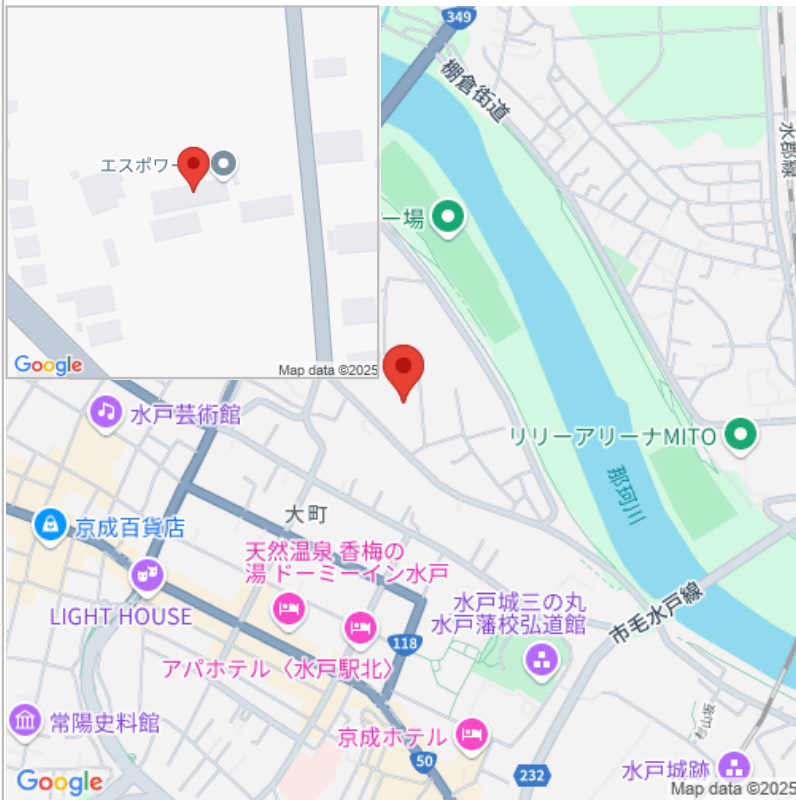 エスポワー
Google
Map data ©2025
349
棚倉街道
水郡線
ー場
リリーアリーナMITO
那珂川
水戸芸術館
大町
京成百貨店
天然温泉 香梅の
湯 ドーミーイン水戸
LIGHT HOUSE
水戸城三の丸
水戸藩校弘道館
市毛水戸線
118
アパホテル〈水戸駅北〉
常陽史料館
京成ホテル
杉山坂
50
232
水戸城跡
Google
Map data ©2025